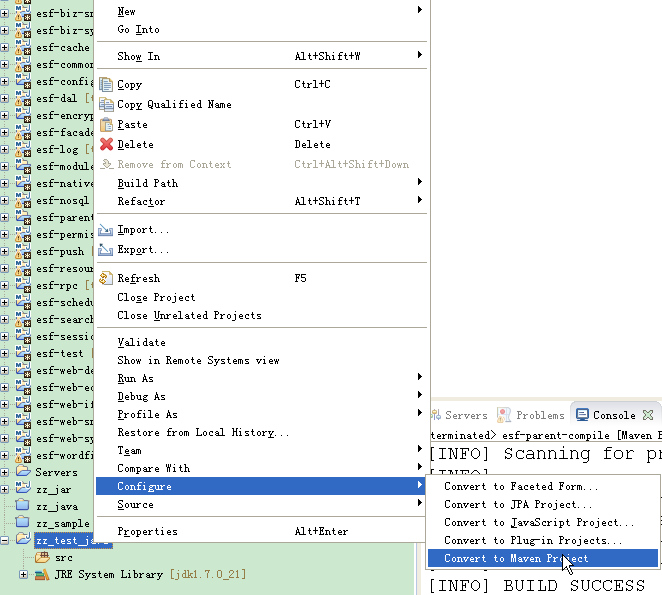 esf-biz-sm
esf-biz-sy
esf-cache
esf-common
esf-config
esf-dal [t
esf-encryp
esf-facade
esf-log [t
esf-module
esf-native
esf-nosql
esf-parent
esf-permis
esf-push [
esf-resour
esf-rpc [t
esf-schedu
esf-search
esf-sessio
esf-test [
esf-web-de
esf-web-ed
esf-web-if
esf-web-sm
esf-web-sy
esf-wordfi
Servers
zz_jar
zz_java
zz_sample
zz_test_ja
src
JRE System Library [jdk1.7.0_21]
New
Go Into
Show In Alt+Shift+W
Copy Ctrl+C
Copy Qualified Name
Paste Ctrl+V
Delete Delete
Remove from Context Ctrl+Alt+Shift+Down
Build Path
Refactor Alt+Shift+T
Import...
Export...
Refresh F5
Close Project
Close Unrelated Projects
Validate
Show in Remote Systems view
Run As
Debug As
Profile As
Restore from Local History...
Team
Compare With
Configure
Source
Properties Alt+Enter
Servers Problems Console
terminated> esf-parent-compile [Maven B
[INFO] Scanning for pr
Convert to Faceted Form...
Convert to JPA Project...
Convert to JavaScript Project...
Convert to Plug-in Projects...
Convert to Maven Project
[INFO] BUILD SUCCESS